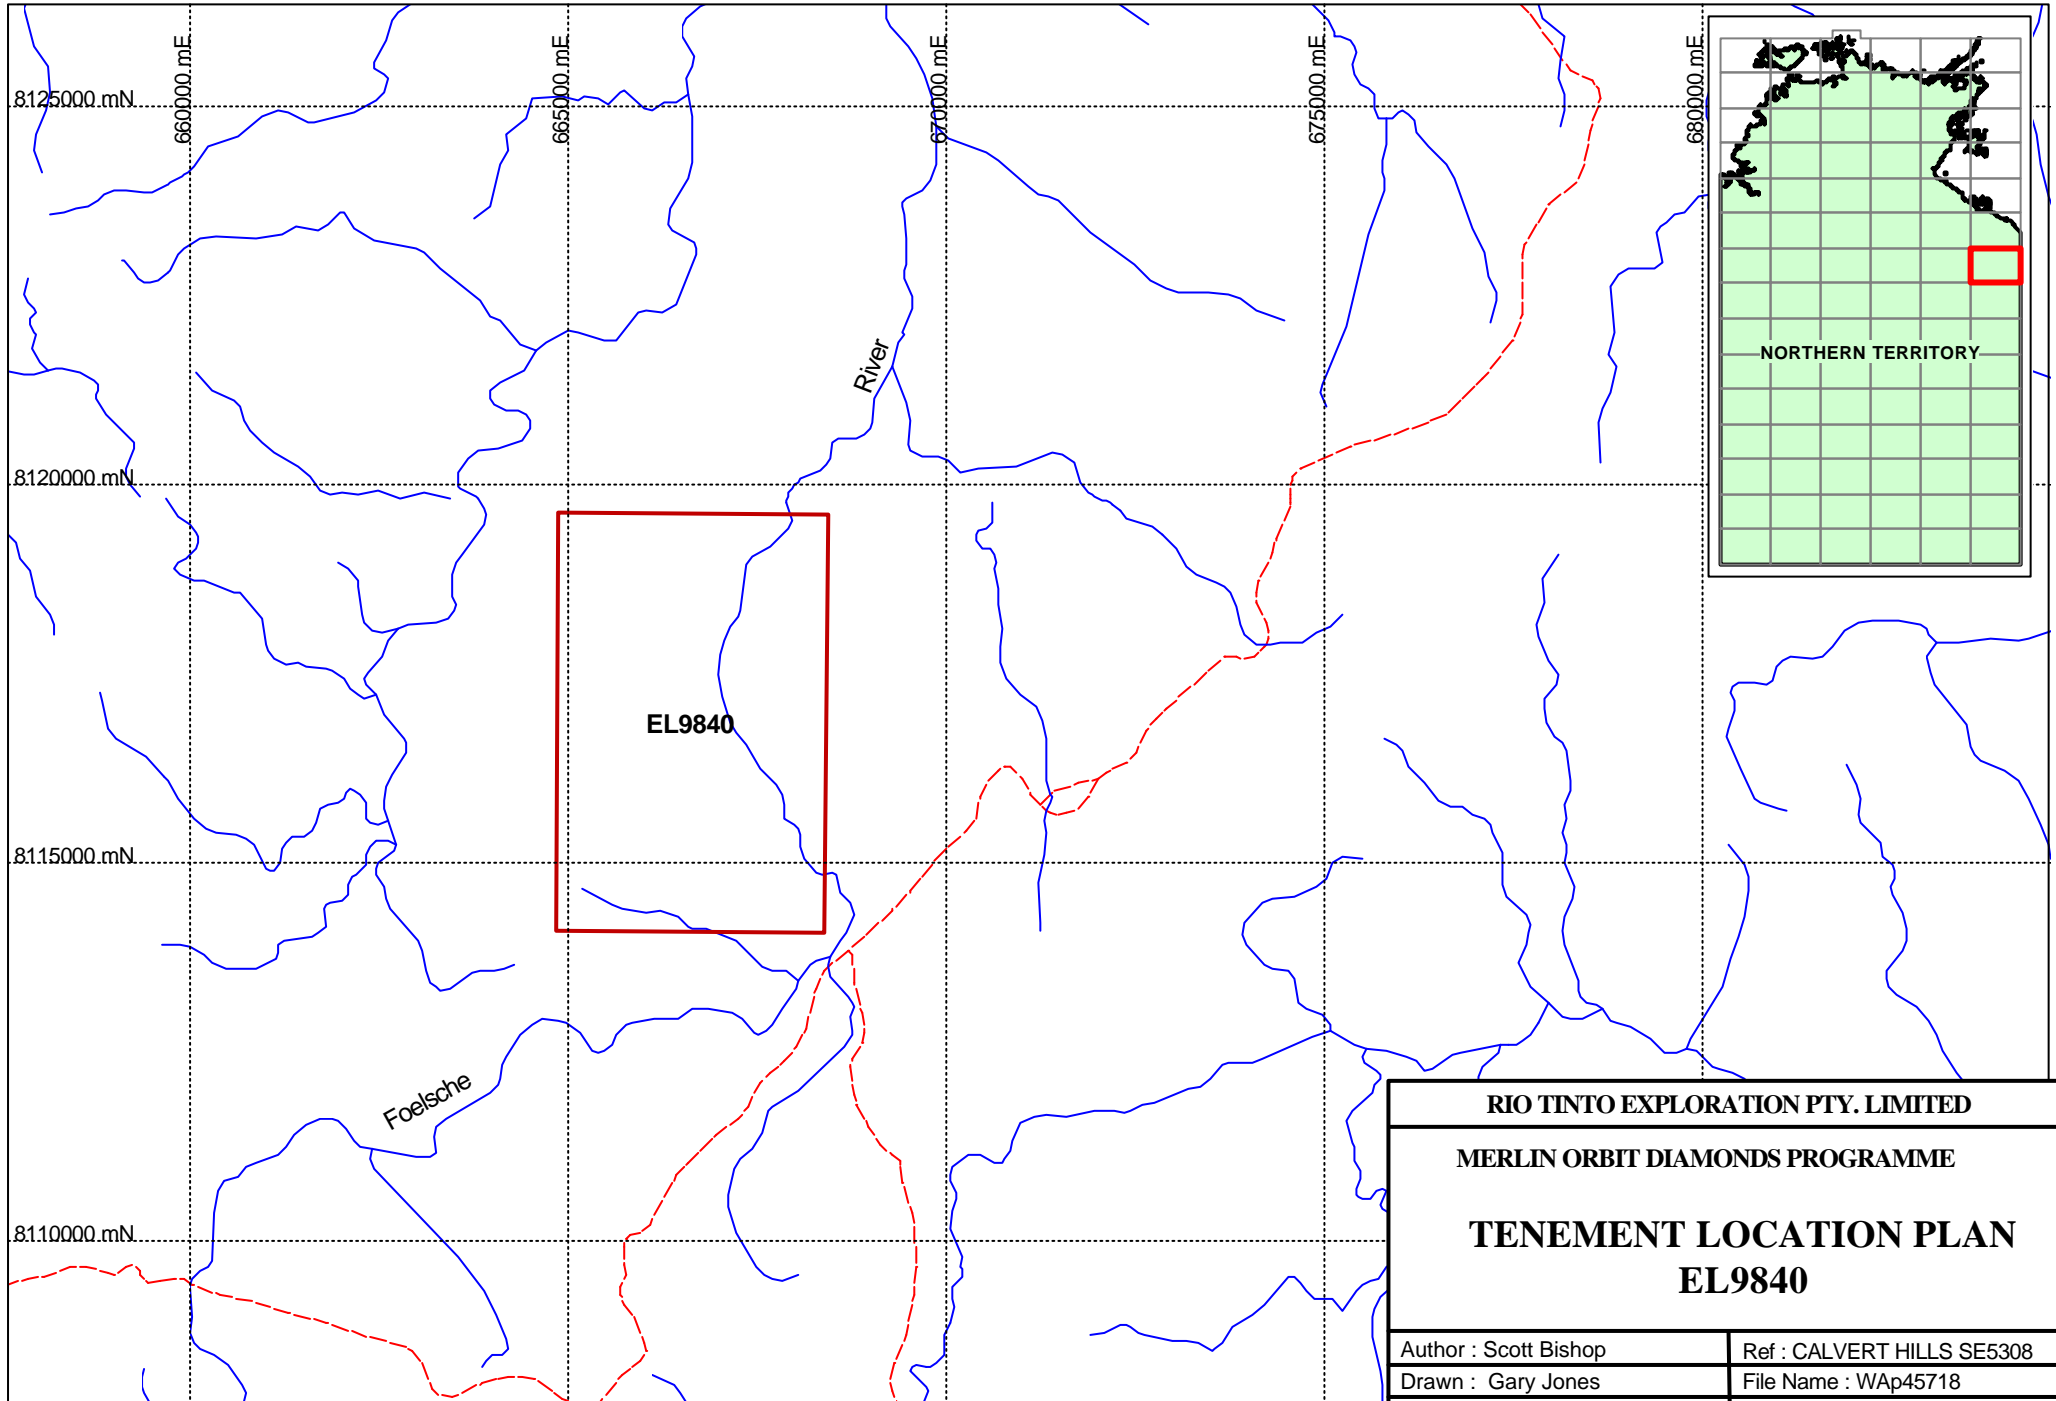 660000 mE
665000 mE
670000 mE
675000 mE
680000 mE
8125000 mN
NORTHERN TERRITORY
River
8120000 mN
EL9840
8115000 mN
Foelsche
8110000 mN
RIO TINTO EXPLORATION PTY. LIMITED
MERLIN ORBIT DIAMONDS PROGRAMME
TENEMENT LOCATION PLAN
EL9840
Author : Scott Bishop
Ref : CALVERT HILLS SE5308
Drawn : Gary Jones
File Name : WAp45718